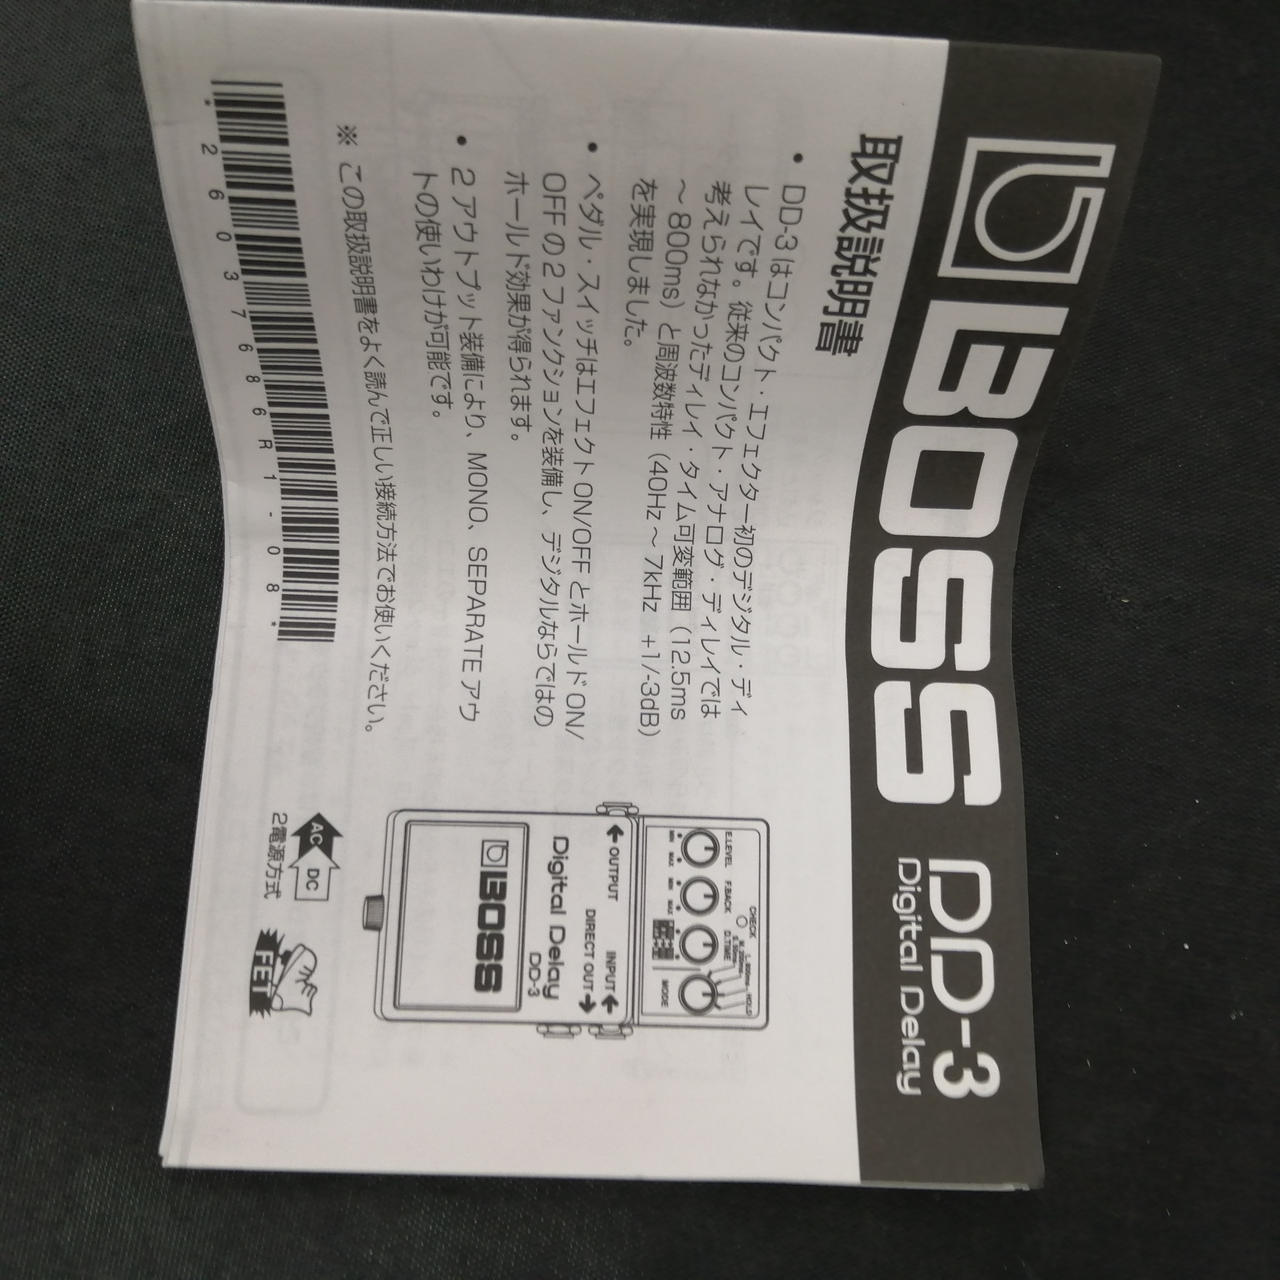 BOSS DD-3
Digital Delay
取扱説明書
• DD-3はコンパクト・エフェクター初のデジタル・ディ
レイです。従来のコンパクト・アナログ・ディレイでは
考えられなかったディレイ・タイム可変範囲（12.5ms
～800ms）と周波数特性（40Hz～7kHz +1/-3dB）
を実現しました。
• ペダル・スイッチはエフェクトON/OFFとホールドON/
OFFの2ファンクションを装備し、デジタルならではの
ホールド効果が得られます。
• 2アウトプット装備により、MONO、SEPARATEアウ
トの使いわけが可能です。
※ この取扱説明書をよく読んで正しい接続方法でお使いください。
*26037686R1-08*
CHECK
E.LEVEL F.BACK D.TIME MODE
MIN MAX MIN MAX
S. 50ms
M. 200ms
L. 800ms
HOLD
OUTPUT
INPUT
DIRECT OUT
Digital Delay
DD-3
BOSS
AC DC
2電源方式
FET